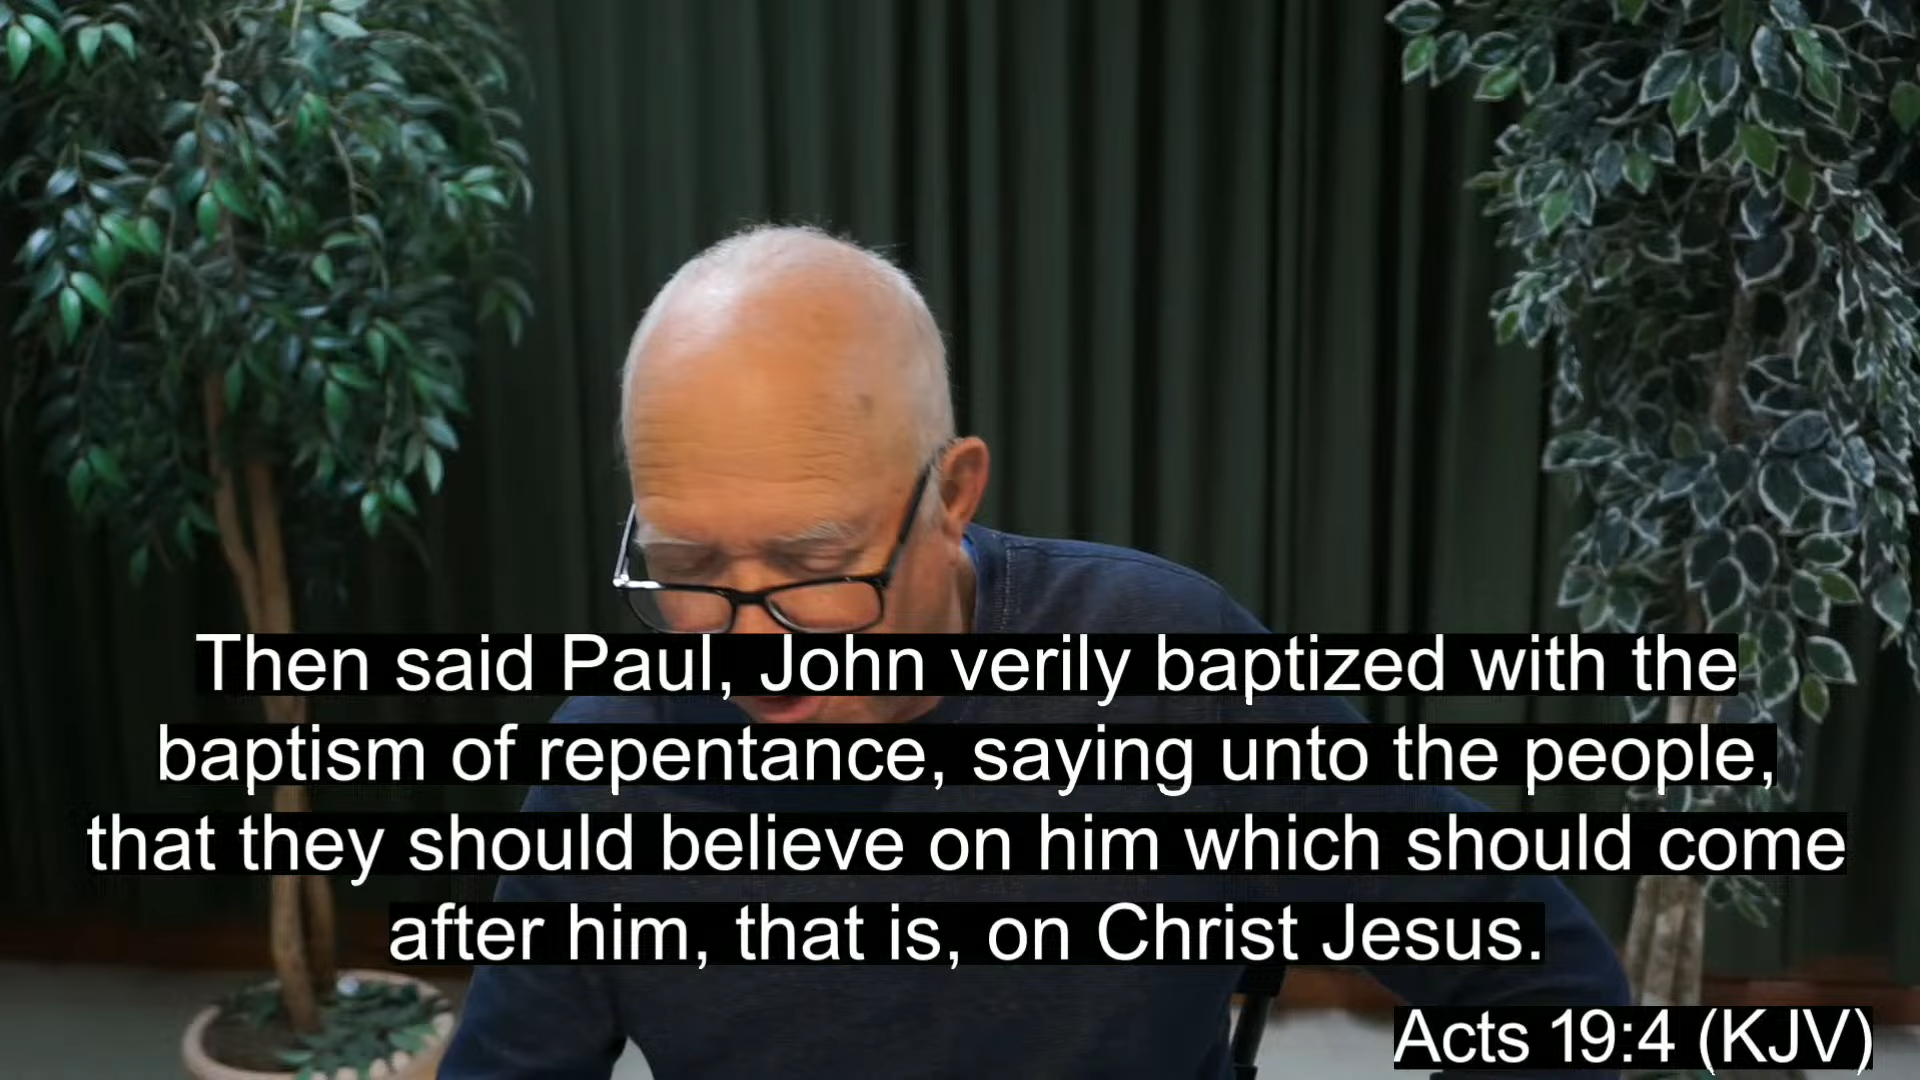 Then said Paul, John verily baptized with the
baptism of repentance, saying unto the people,
that they should believe on him which should come
after him, that is, on Christ Jesus.
Acts 19:4 (KJV)